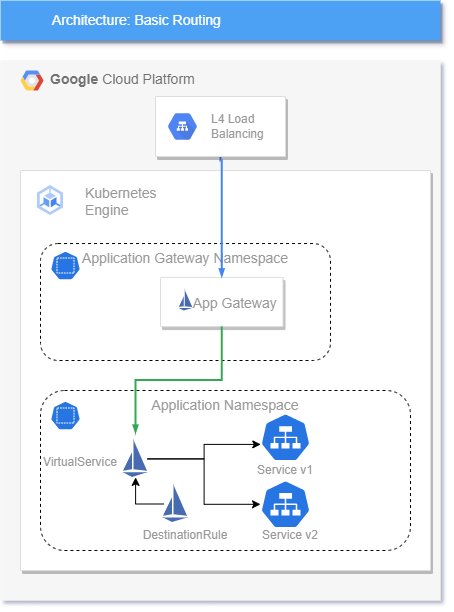 Architecture: Basic Routing
Google Cloud Platform
L4 Load
Balancing
Kubernetes
Engine
Application Gateway Namespace
App Gateway
Application Namespace
VirtualService
Service v1
DestinationRule
Service v2